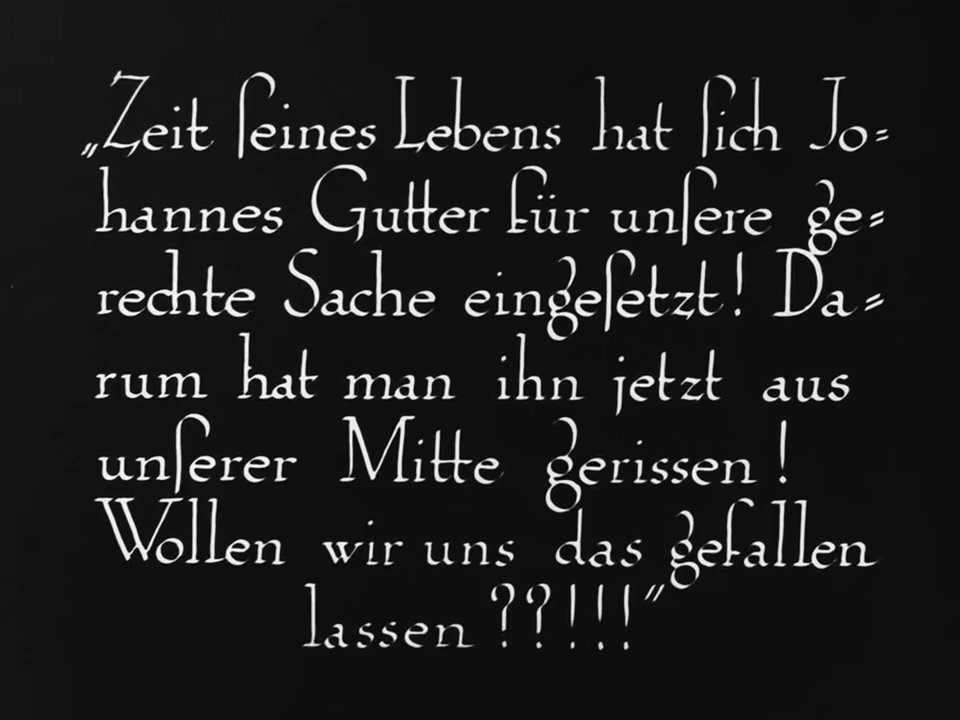 „Zeit ſeines Lebens hat ſich Jo=
hannes Gutter für unſere ge=
rechte Sache eingeſetzt! Da=
rum hat man ihn jetzt aus
unſerer Mitte gerissen!
Wollen wir uns das gefallen
lassen ??!!!"